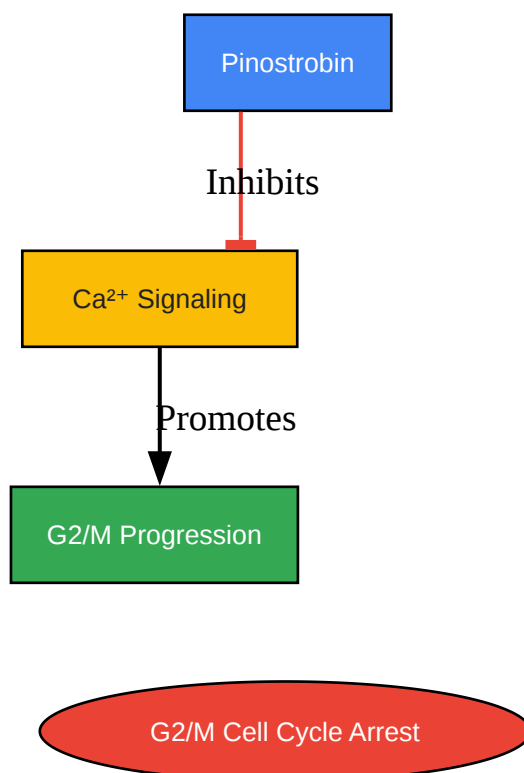 Pinostrobin
Inhibits
Ca²⁺ Signaling
Promotes
G2/M Progression
G2/M Cell Cycle Arrest